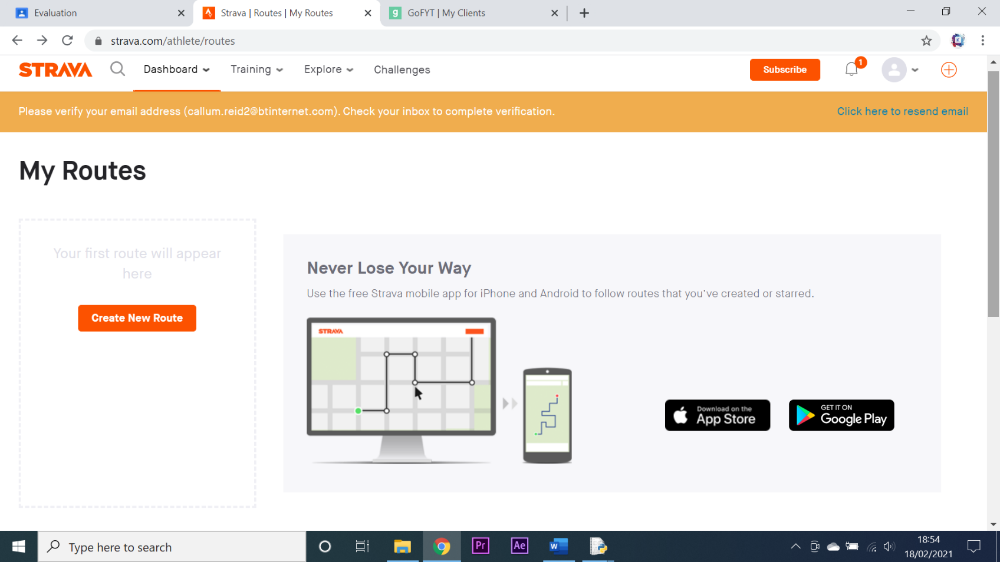 Evaluation
Strava | Routes | My Routes
g GoFYT | My Clients
strava.com/athlete/routes
STRAVA
Dashboard
Training
Explore
Challenges
Subscribe
1
Please verify your email address (callum.reid2@btinternet.com). Check your inbox to complete verification.
Click here to resend email
My Routes
Your first route will appear
here
Create New Route
Never Lose Your Way
Use the free Strava mobile app for iPhone and Android to follow routes that you've created or starred.
STRAVA
Download on the
App Store
GET IT ON
Google Play
Type here to search
Pr
Ae
W
18:54
18/02/2021